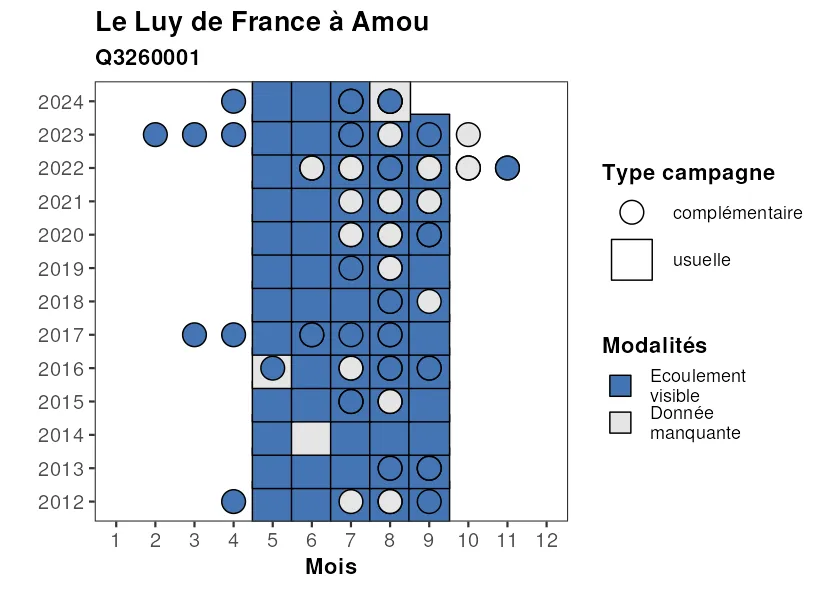 Le Luy de France à Amou
Q3260001
2024
2023
2022
2021
2020
2019
2018
2017
2016
2015
2014
2013
2012
1 2 3 4 5 6 7 8 9 10 11 12
Mois
Type campagne
complémentaire
usuelle
Modalités
Ecoulement
visible
Donnée
manquante